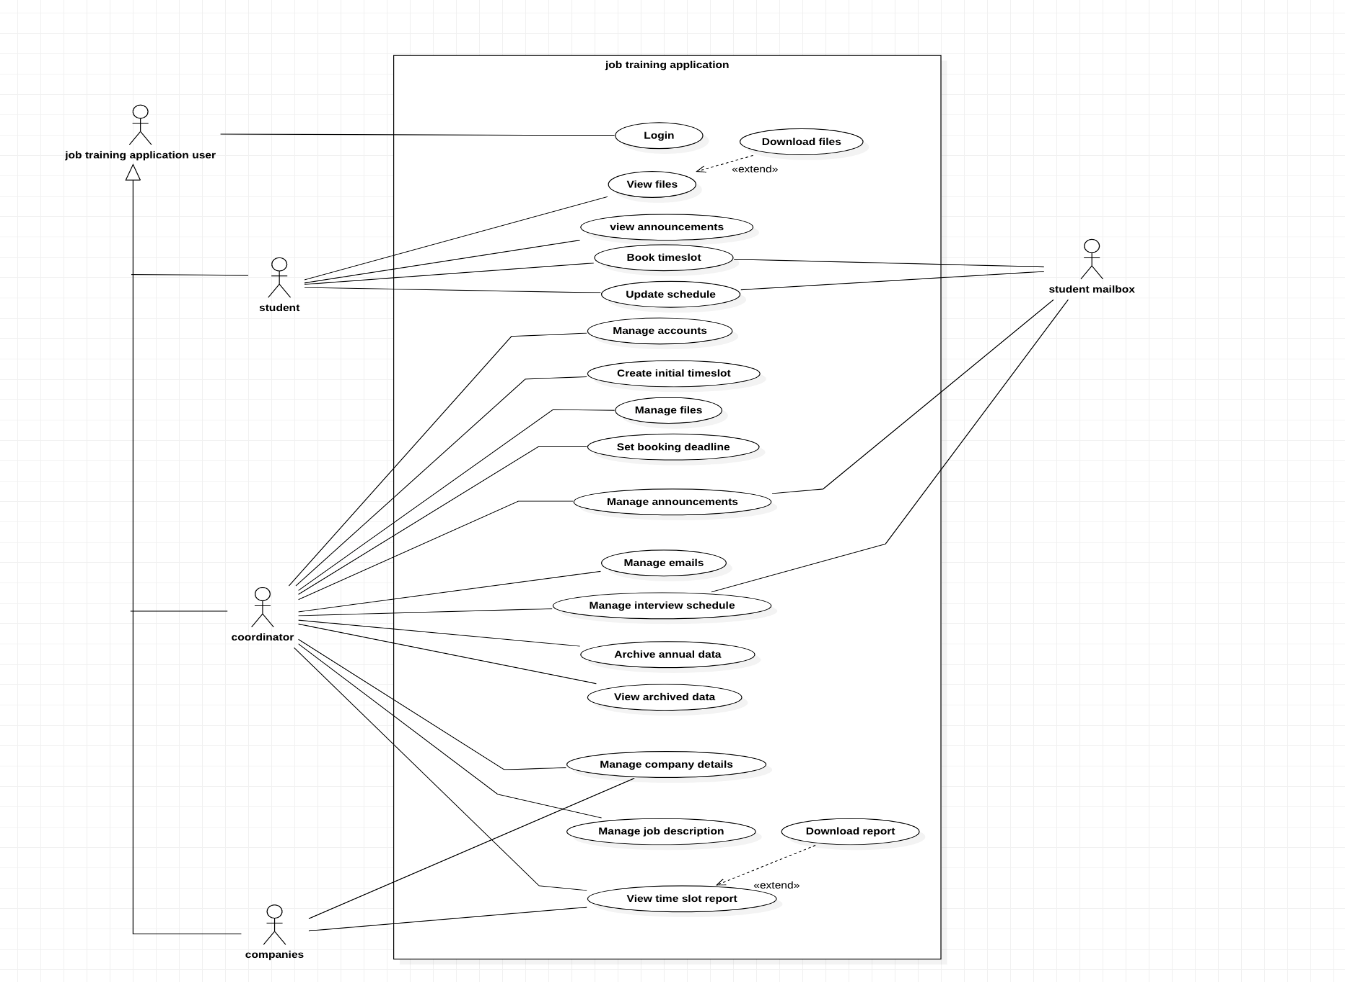 job training application
Login
Download files
job training application user
«extend»
View files
view announcements
Book timeslot
student mailbox
Update schedule
student
Manage accounts
Create initial timeslot
Manage files
Set booking deadline
Manage announcements
Manage emails
Manage interview schedule
coordinator
Archive annual data
View archived data
Manage company details
Manage job description
Download report
«extend»
View time slot report
companies